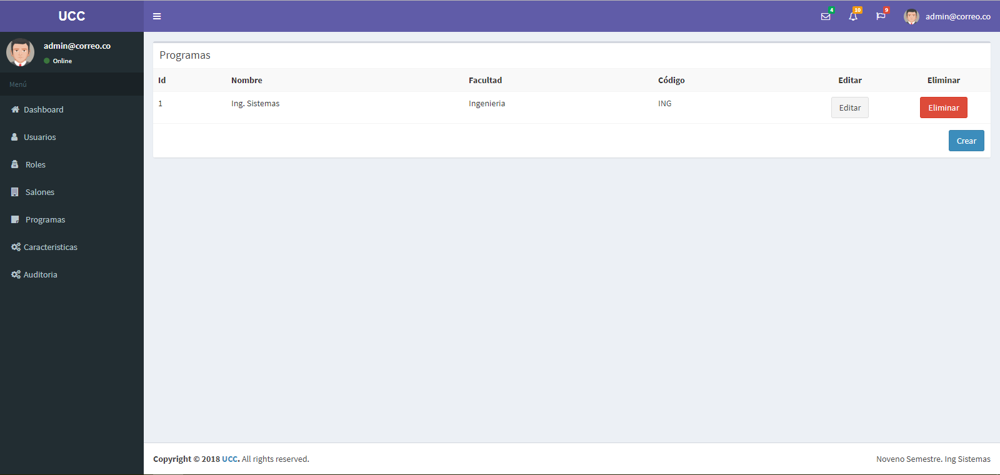 UCC
4
10
9
admin@correo.co
admin@correo.co
Online
Menú
Dashboard
Usuarios
Roles
Salones
Programas
Caracteristicas
Auditoria
Programas
Id Nombre Facultad Código Editar Eliminar
1 Ing. Sistemas Ingenieria ING Editar Eliminar
Crear
Copyright © 2018 UCC. All rights reserved.
Noveno Semestre. Ing Sistemas